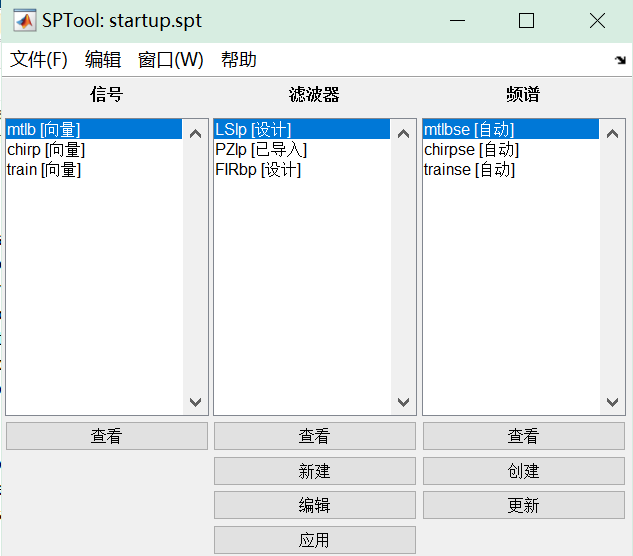 SPTool: startup.spt
文件(F) 编辑 窗口(W) 帮助
信号 滤波器 频谱
mtlb [向量] LSlp [设计] mtlbse [自动]
chirp [向量] PZlp [已导入] chirpse [自动]
train [向量] FIRbp [设计] trainse [自动]
查看 查看 查看
新建 创建
编辑 更新
应用